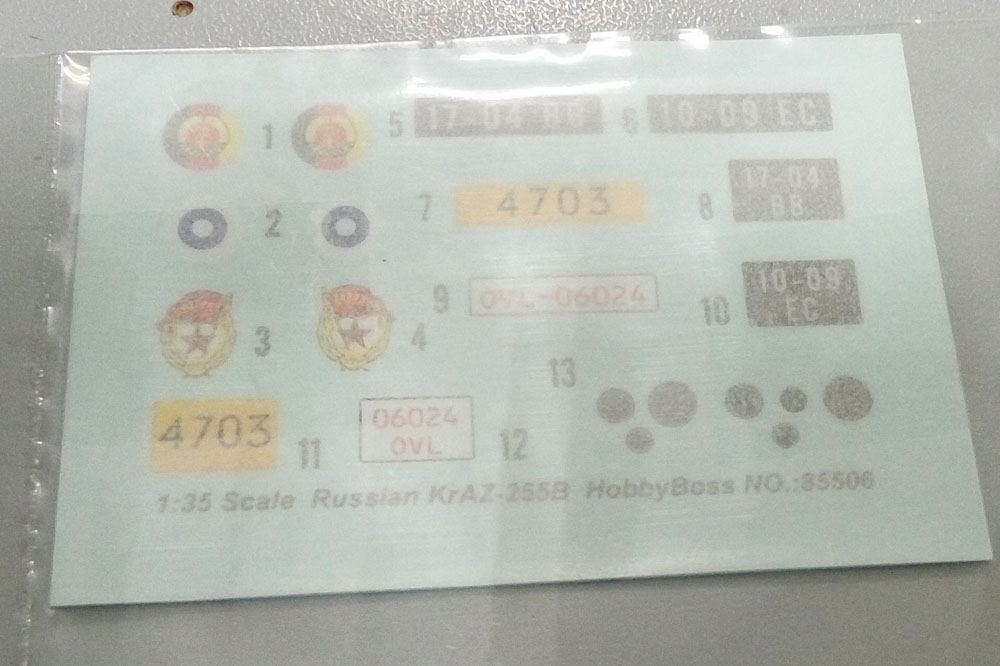 1 5 17-04 BB 6 10-09 EC
2 7 4703 8 17-04
BB
3 4 9 OVL-06024 10 10-09
EC
13
4703 11 06024
OVL 12
1:35 Scale Russian KrAZ-255B HobbyBoss NO.:85506